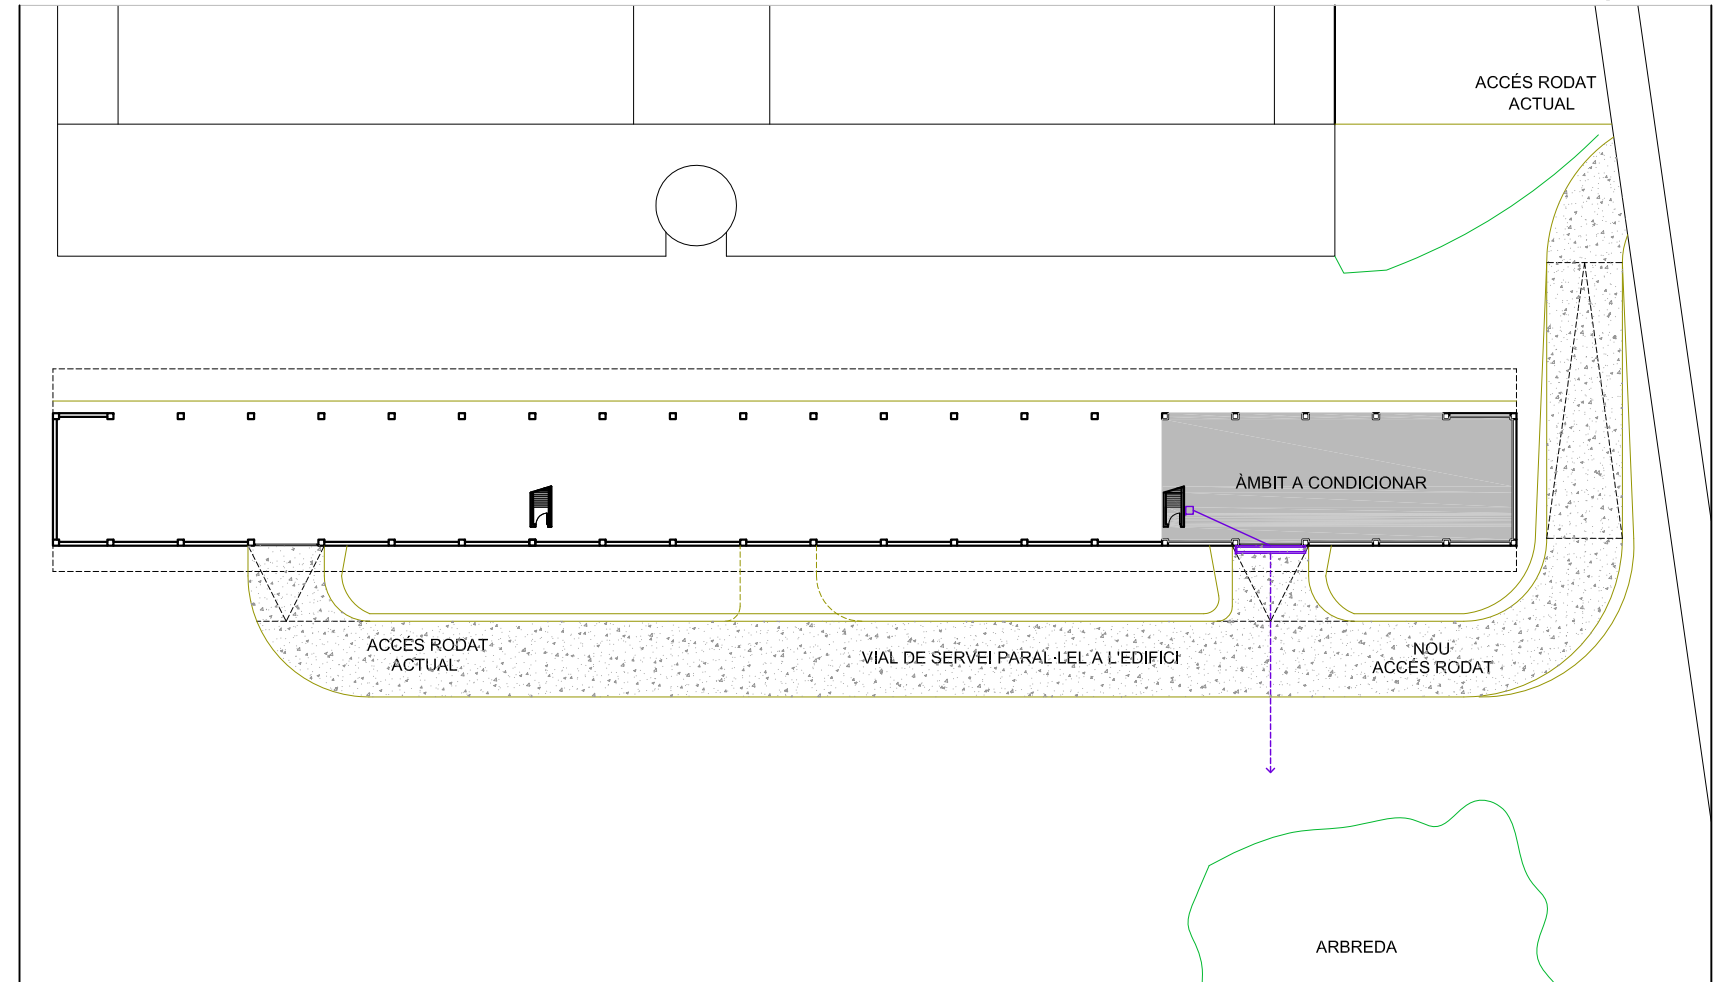 ACCÉS RODAT
ACTUAL
ÀMBIT A CONDICIONAR
ACCÉS RODAT
ACTUAL
VIAL DE SERVEI PARAL·LEL A L'EDIFICI
NOU
ACCÉS RODAT
ARBREDA